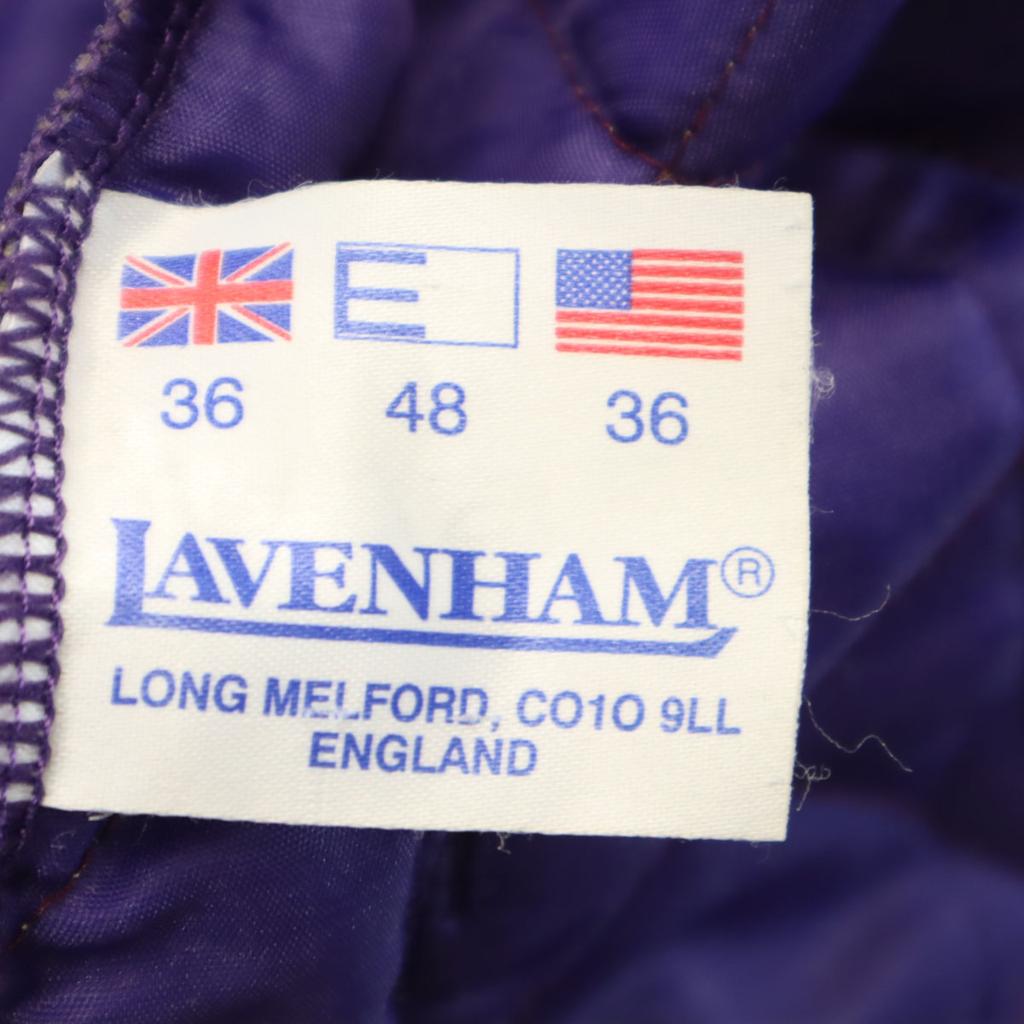 36 48 36
LAVENHAM®
LONG MELFORD, CO10 9LL
ENGLAND